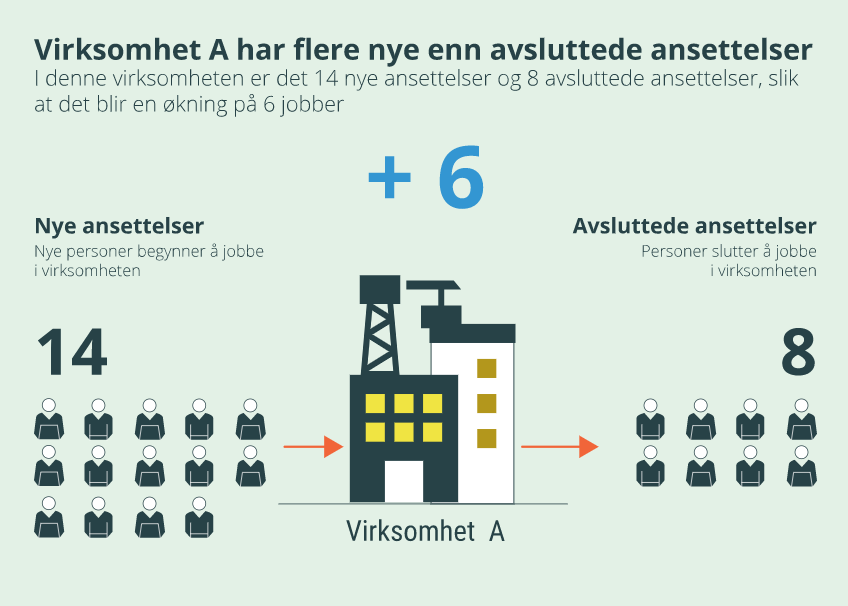 Virksomhet A har flere nye enn avsluttede ansettelser
I denne virksomheten er det 14 nye ansettelser og 8 avsluttede ansettelser, slik
at det blir en økning på 6 jobber
+ 6
Nye ansettelser
Nye personer begynner å jobbe
i virksomheten
14
Avsluttede ansettelser
Personer slutter å jobbe
i virksomheten
8
Virksomhet A